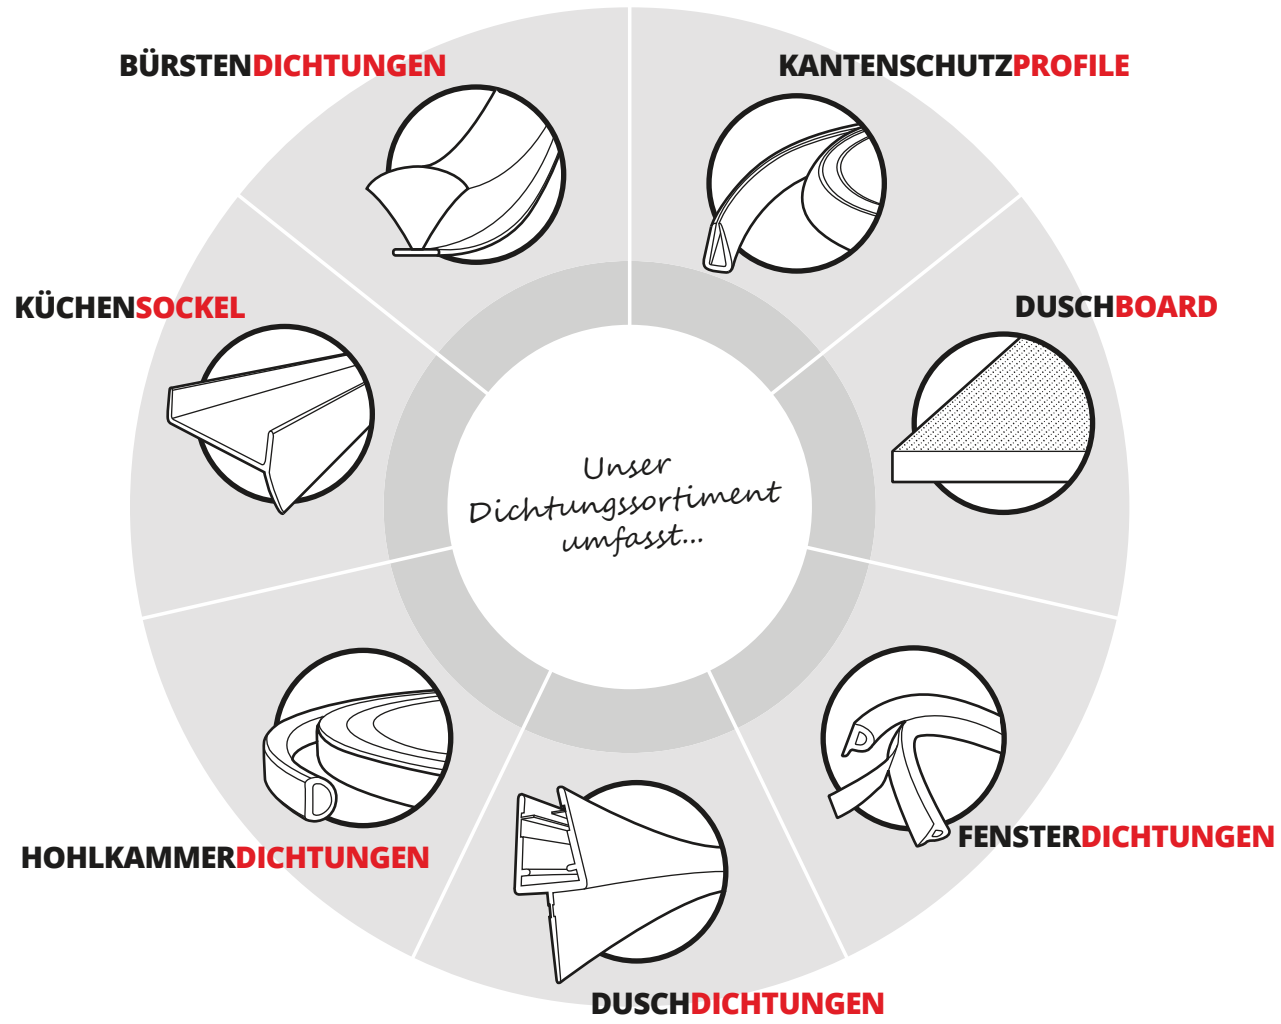 BÜRSTENDICHTUNGEN
KANTENSCHUTZPROFILE
KÜCHENSOCKEL
DUSCHBOARD
Unser
Dichtungssortiment
umfasst...
HOHLKAMMERDICHTUNGEN
FENSTERDICHTUNGEN
DUSCHDICHTUNGEN